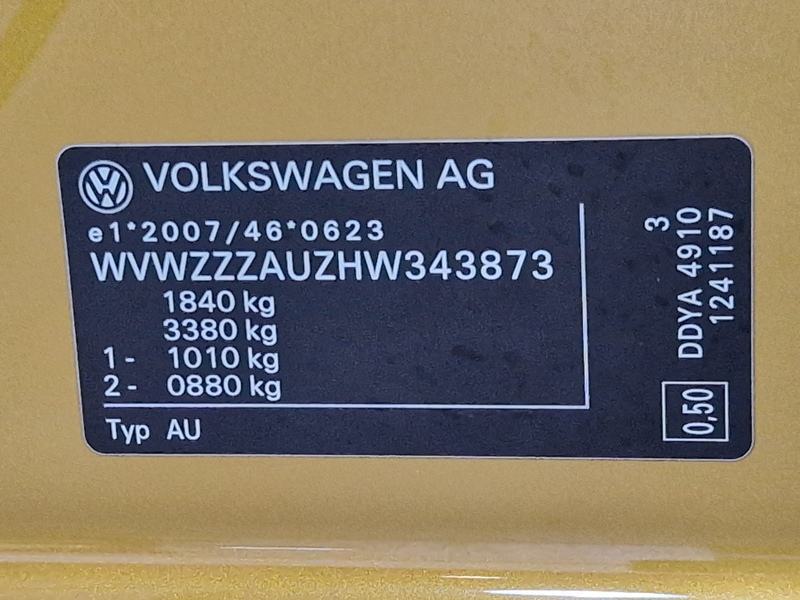 VOLKSWAGEN AG
e1*2007/46*0623
WVWZZZAUZHW343873
1840 kg
3380 kg
1- 1010 kg
2- 0880 kg
Typ AU
3
DDYA 4910
1241187
0,50